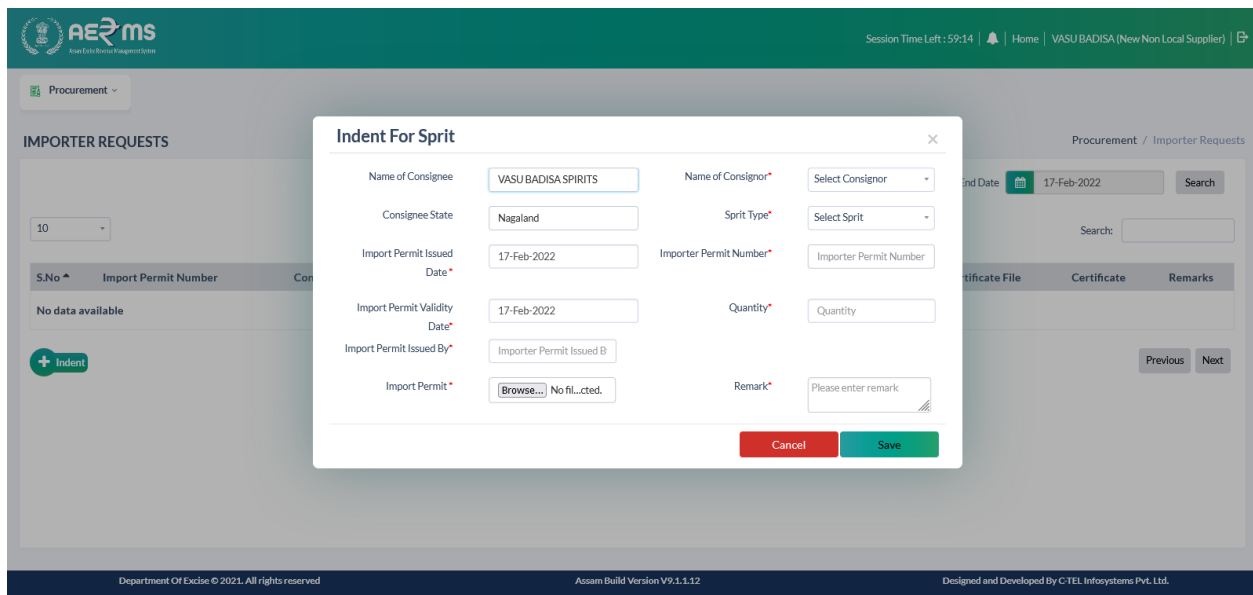 AERMS
Assam Excise Revenue Management System
Session Time Left : 59:14 | Home | VASU BADISA (New Non Local Supplier)
Procurement
IMPORTER REQUESTS
Procurement / Importer Requests
Indent For Sprit
×
End Date 17-Feb-2022 Search
Name of Consignee VASU BADISA SPIRITS Name of Consignor* Select Consignor
Consignee State Nagaland Sprit Type* Select Sprit
10
Search:
Import Permit Issued Date* 17-Feb-2022 Importer Permit Number* Importer Permit Number
S.No Import Permit Number Con
tificate File Certificate Remarks
No data available
Import Permit Validity Date* 17-Feb-2022 Quantity* Quantity
Import Permit Issued By* Importer Permit Issued B
+ Indent
Previous Next
Import Permit* Browse... No fil...cted. Remark* Please enter remark
Cancel Save
Department Of Excise © 2021. All rights reserved Assam Build Version V9.1.1.12 Designed and Developed By C-TEL Infosystems Pvt. Ltd.